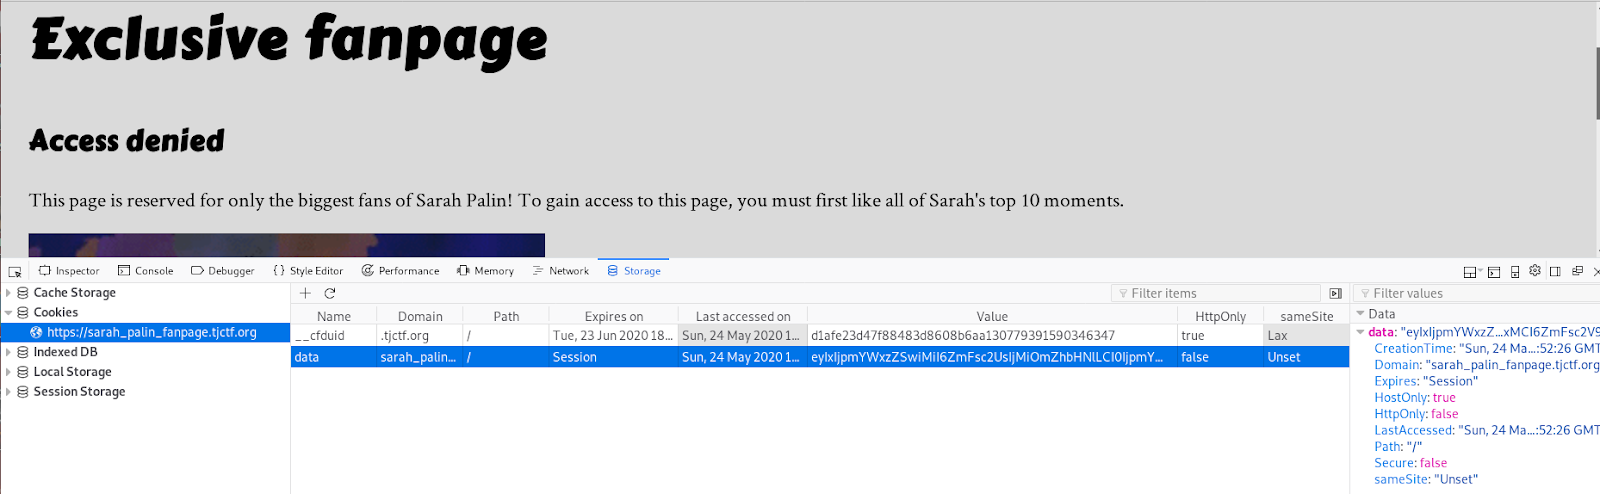 Exclusive fanpage
Access denied
This page is reserved for only the biggest fans of Sarah Palin! To gain access to this page, you must first like all of Sarah's top 10 moments.
Inspector Console Debugger {} Style Editor Performance Memory Network Storage
Cache Storage
Cookies
https://sarah_palin_fanpage.tjctf.org
Indexed DB
Local Storage
Session Storage
+ Filter items
Name Domain Path Expires on Last accessed on Value HttpOnly sameSite
__cfduid .tjctf.org / Tue, 23 Jun 2020 18... Sun, 24 May 2020 1... d1afe23d47f88483d8608b6aa130779391590346347 true Lax
data sarah_palin... / Session Sun, 24 May 2020 1... eyIxIjpmYWxzZSwiMiI6ZmFsc2UsIjMiOmZhbHNlLCI0IjpmY... false Unset
Filter values
Data
data: "eyIxIjpmYWxzZ...xMCI6ZmFsc2V9
CreationTime: "Sun, 24 Ma...:52:26 GMT
Domain: "sarah_palin_fanpage.tjctf.org
Expires: "Session"
HostOnly: true
HttpOnly: false
LastAccessed: "Sun, 24 Ma...:52:26 GMT
Path: "/"
Secure: false
sameSite: "Unset"